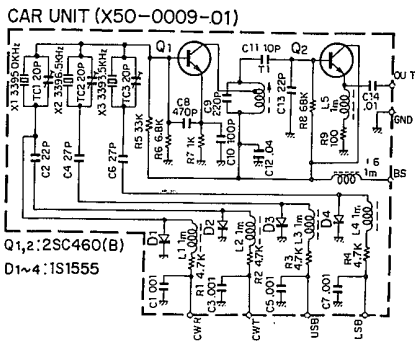 CAR UNIT (X50-0009-01)
X1 3395.0KHz
TC1 20P
X2 3396.5KHz
TC2 20P
X3 3393.5KHz
TC3 20P
Q1
Q2
C11 10P
T1
C8
470P
C9
220P
C10 100P
C13 22P
R8 68K
L5
1m
R9
100
C14
.01
OUT
GND
R5 33K
R6 6.8K
R7 1K
C12 .04
L6
1m
BS
C2 22P
C4 27P
C6 27P
D1
D2
D3
D4
L1 1m
L2 1m
L3 1m
L4 1m
R1 4.7K
R2 4.7K
R3
4.7K
R4
4.7K
C1 .001
C3 .001
C5 .001
C7 .001
Q1,2:2SC460(B)
D1~4:1S1555
CWR
CWT
USB
LSB